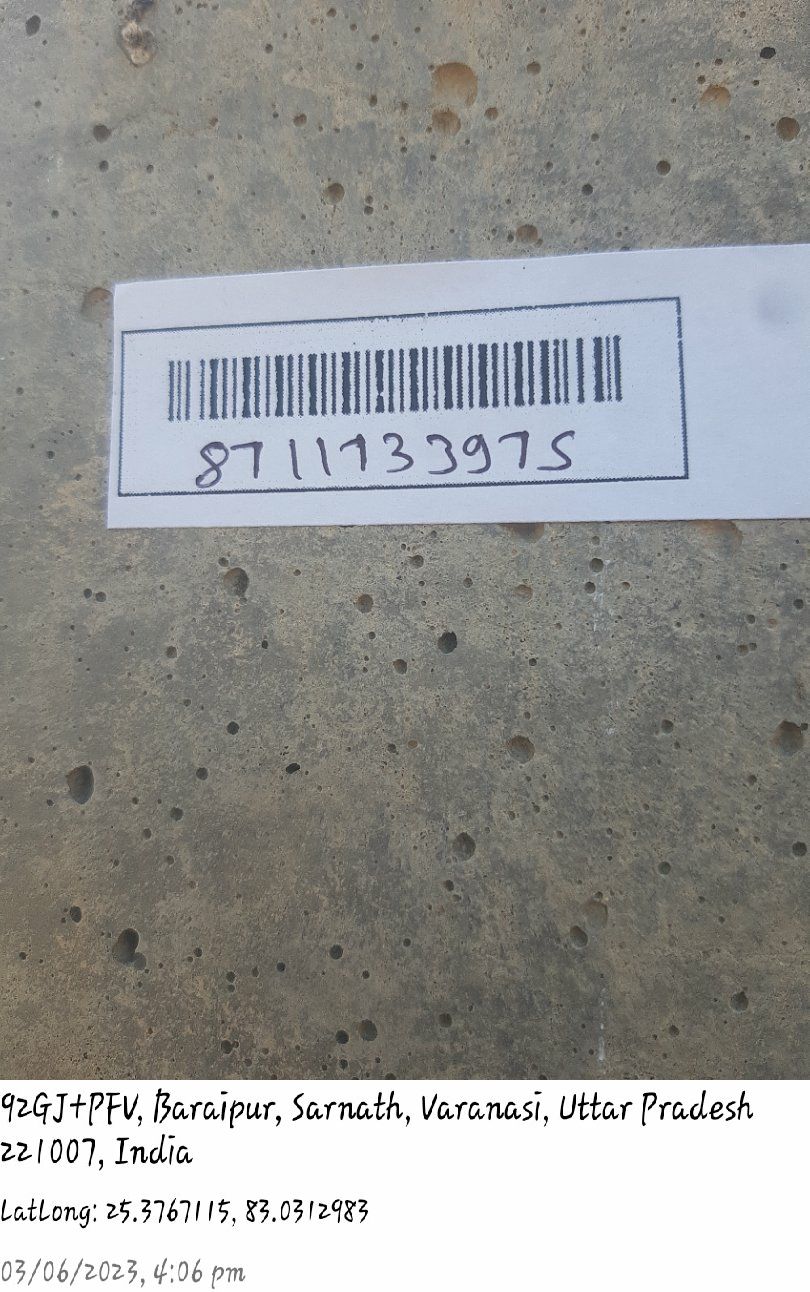 8711733975
92GJ+PFV, Baraipur, Sarnath, Varanasi, Uttar Pradesh
221007, India
LatLong: 25.3767115, 83.0312983
03/06/2023, 4:06 pm